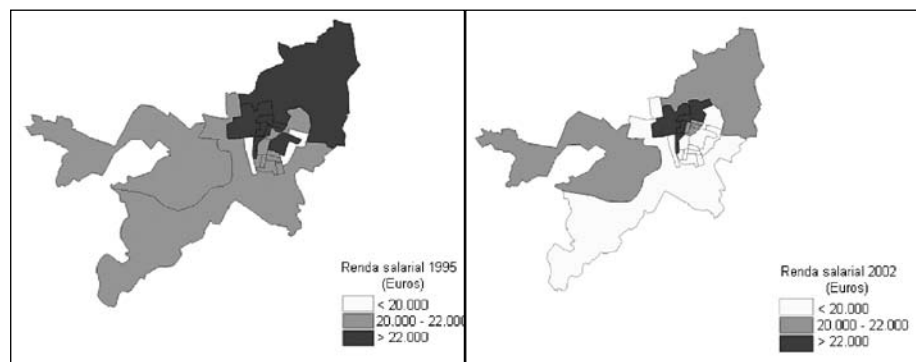 Renda salarial 1995
(Euros)
< 20.000
20.000 - 22.000
> 22.000
Renda salarial 2002
(Euros)
< 20.000
20.000 - 22.000
> 22.000